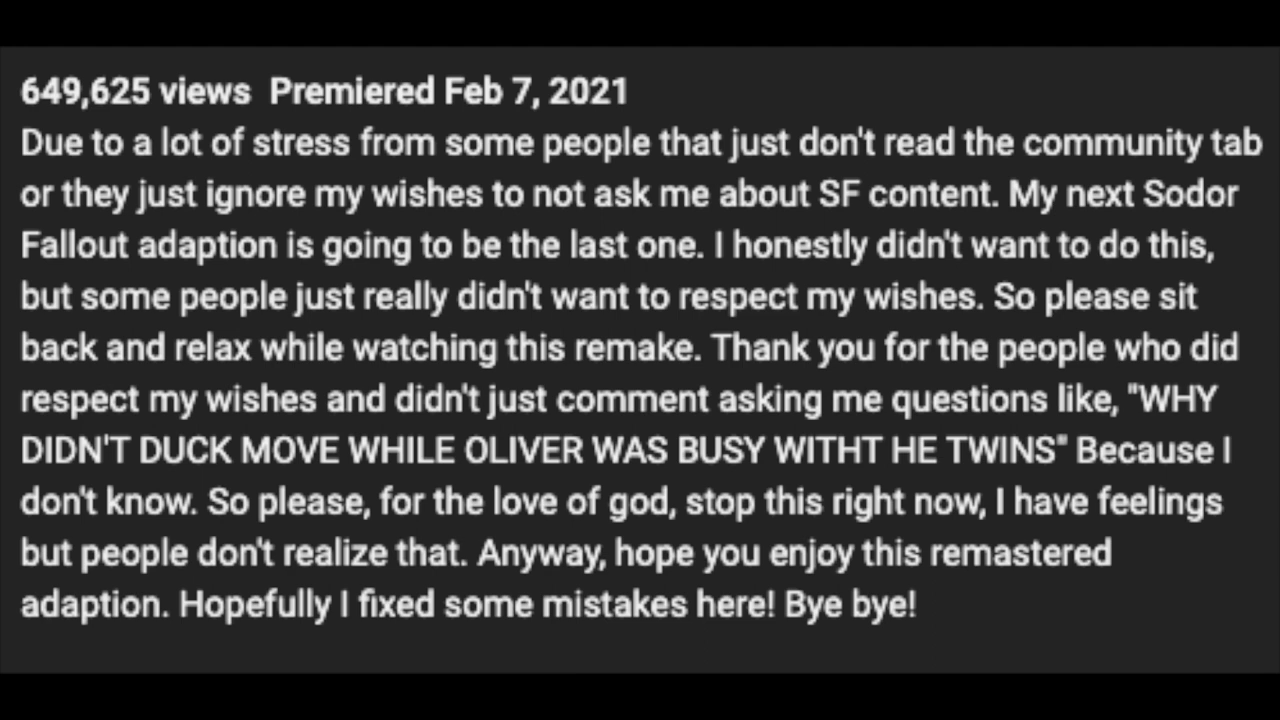 649,625 views Premiered Feb 7, 2021
Due to a lot of stress from some people that just don't read the community tab
or they just ignore my wishes to not ask me about SF content. My next Sodor
Fallout adaption is going to be the last one. I honestly didn't want to do this,
but some people just really didn't want to respect my wishes. So please sit
back and relax while watching this remake. Thank you for the people who did
respect my wishes and didn't just comment asking me questions like, "WHY
DIDN'T DUCK MOVE WHILE OLIVER WAS BUSY WITHT HE TWINS" Because I
don't know. So please, for the love of god, stop this right now, I have feelings
but people don't realize that. Anyway, hope you enjoy this remastered
adaption. Hopefully I fixed some mistakes here! Bye bye!